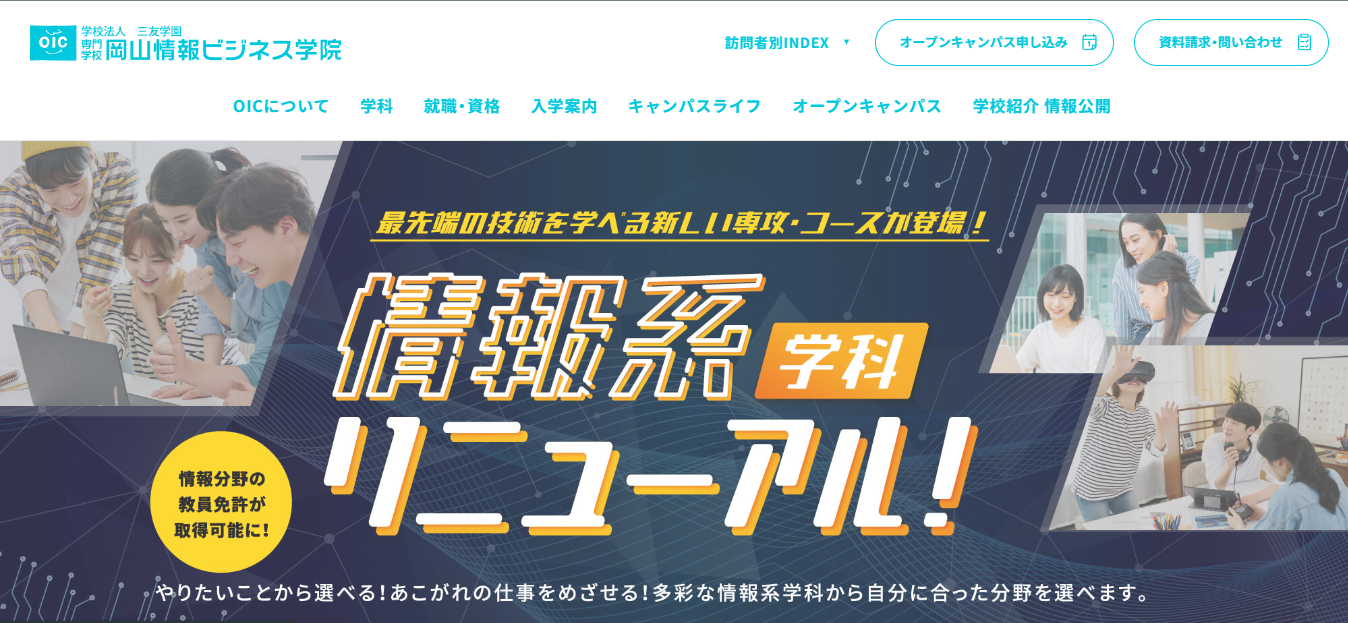 OIC
学校法人 三友学園
専門学校
岡山情報ビジネス学院
訪問者別INDEX ▼
オープンキャンパス申し込み
資料請求・問い合わせ
OICについて
学科
就職・資格
入学案内
キャンパスライフ
オープンキャンパス
学校紹介 情報公開
最先端の技術を学べる新しい専攻・コースが登場!
情報系
学科
リニューアル!
情報分野の
教員免許が
取得可能に!
やりたいことから選べる!あこがれの仕事をめざせる!多彩な情報系学科から自分に合った分野を選べます。